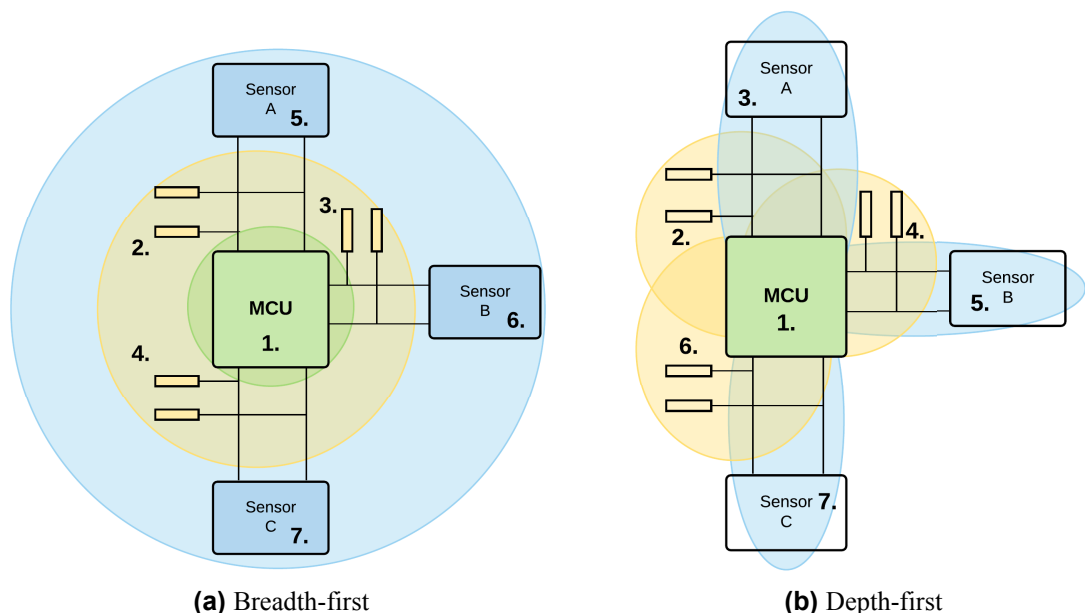 Sensor
A
5.
3.
2.
MCU
1.
Sensor
B
6.
4.
Sensor
C
7.
(a) Breadth-first
Sensor
A
3.
2.
4.
MCU
1.
Sensor
B
5.
6.
Sensor
C
7.
(b) Depth-first